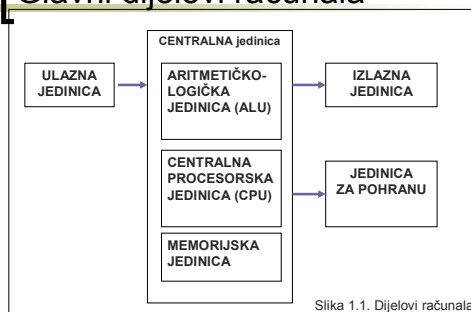 Glavni dijelovi računala
CENTRALNA jedinica
ULAZNA
JEDINICA
ARITMETIČKO-
LOGIČKA
JEDINICA (ALU)
IZLAZNA
JEDINICA
CENTRALNA
PROCESORSKA
JEDINICA (CPU)
JEDINICA
ZA POHRANU
MEMORIJSKA
JEDINICA
Slika 1.1. Dijelovi računala